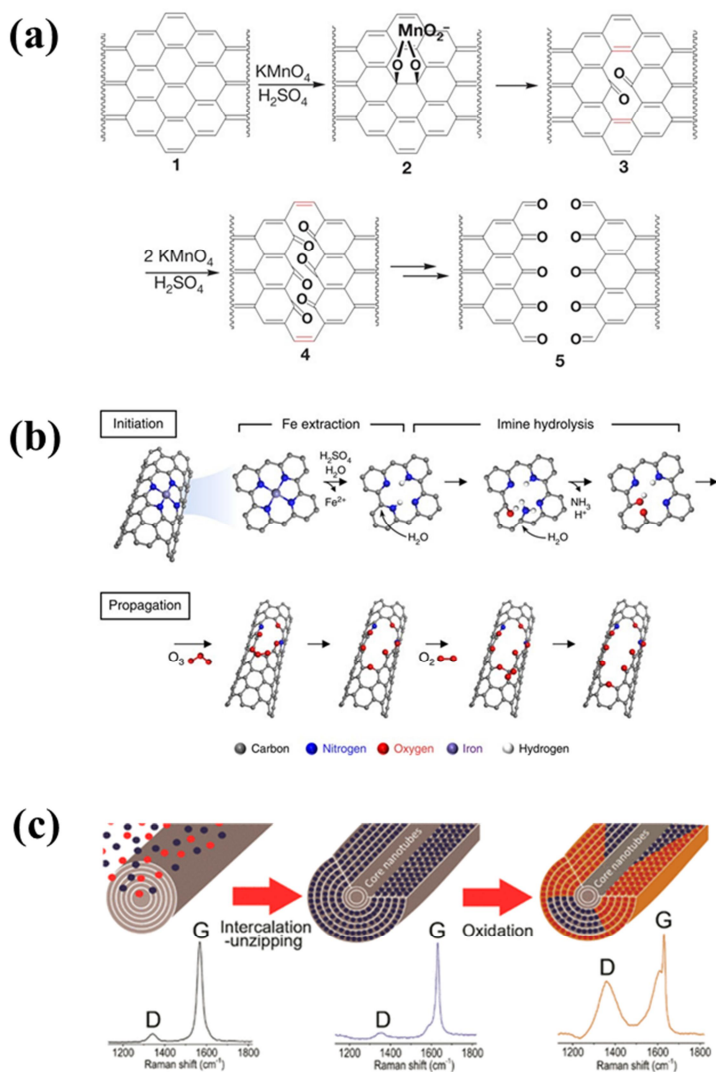 (a)
MnO₂⁻
O O
KMnO₄
H₂SO₄
O
O
1
2
3
2 KMnO₄
H₂SO₄
O O
O O
O O
O O
O O
O O
O O
O O
4
5
(b)
Initiation
Fe extraction
Imine hydrolysis
H₂SO₄
H₂O
Fe²⁺
H₂O
H₂O
NH₃
H⁺
Propagation
O₃
O₂
Carbon Nitrogen Oxygen Iron Hydrogen
(c)
Core nanotubes
Core nanotubes
Intercalation
-unzipping
Oxidation
G
G
G
D
D
D
1200 1400 1600 1800
Raman shift (cm⁻¹)
1200 1400 1600 1800
Raman shift (cm⁻¹)
1200 1400 1600 1800
Raman shift (cm⁻¹)